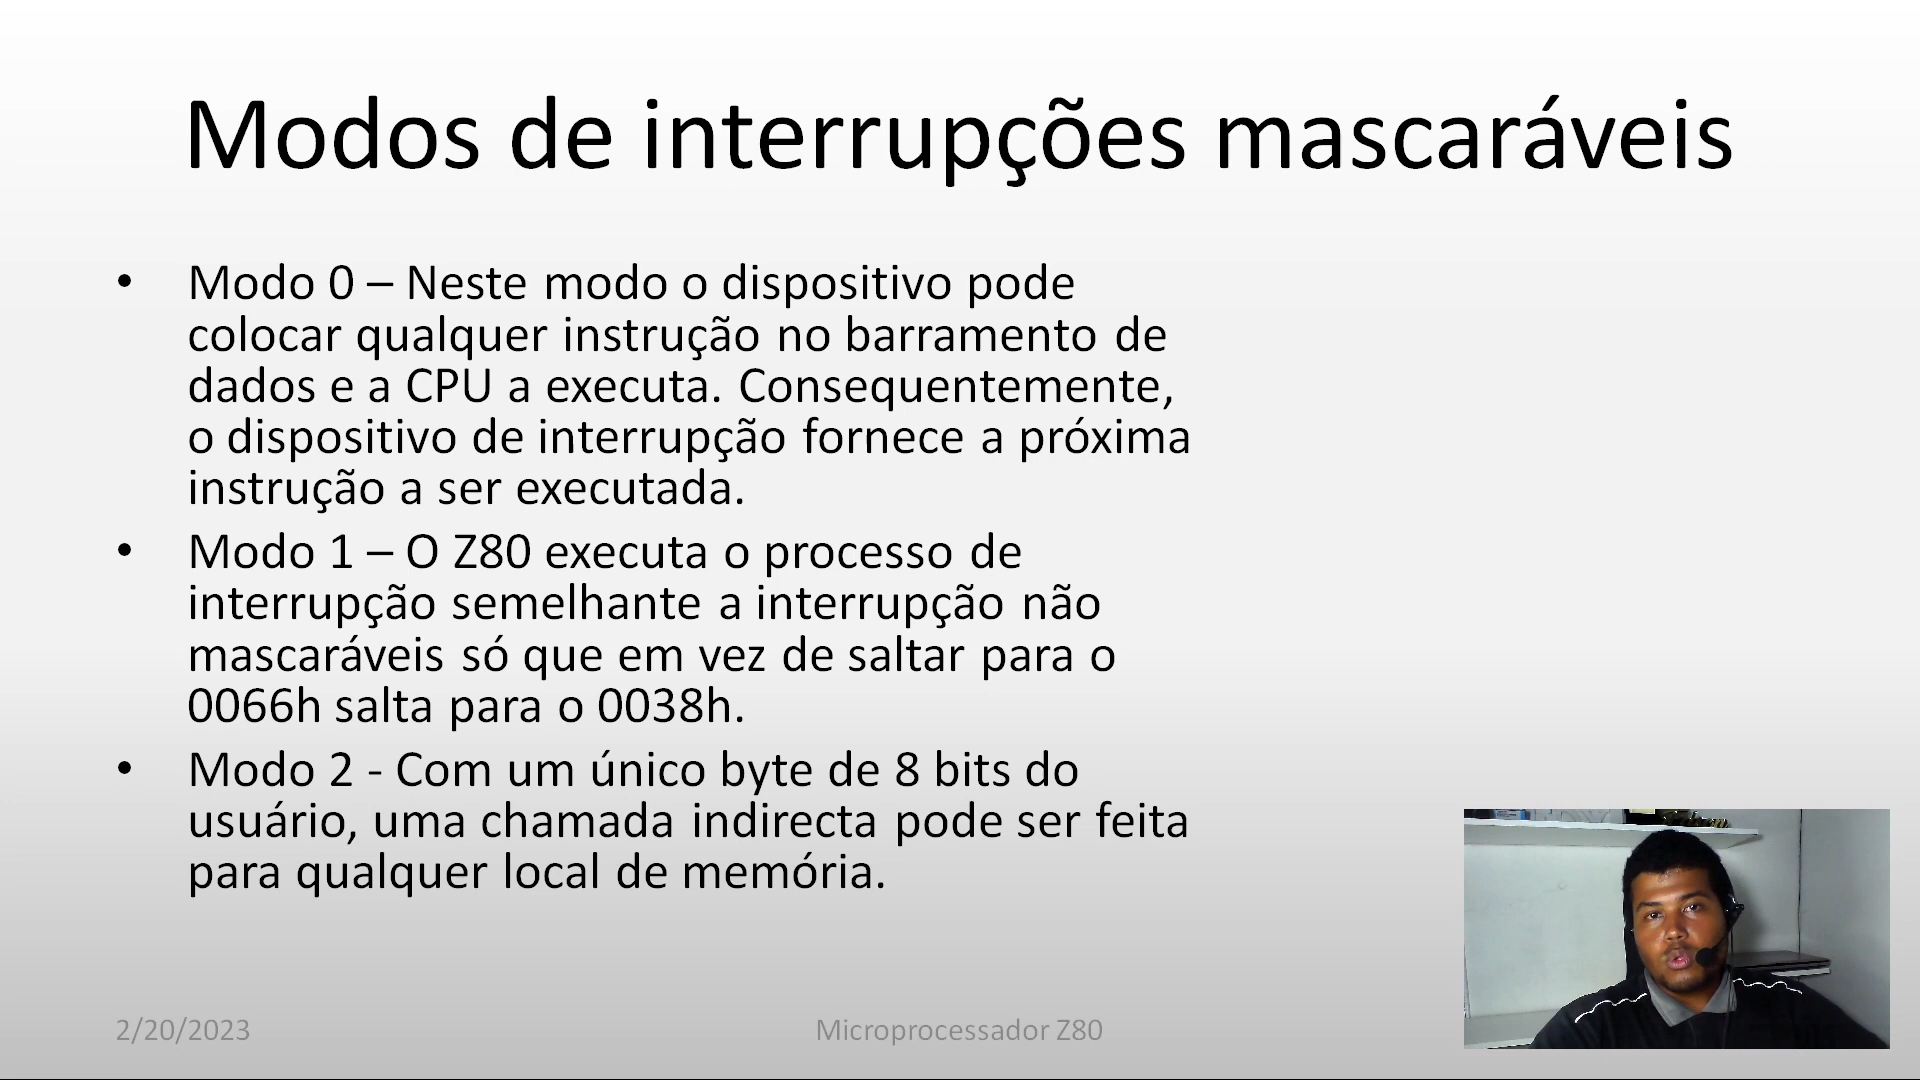 Modos de interrupções mascaráveis
• Modo 0 – Neste modo o dispositivo pode
colocar qualquer instrução no barramento de
dados e a CPU a executa. Consequentemente,
o dispositivo de interrupção fornece a próxima
instrução a ser executada.
• Modo 1 – O Z80 executa o processo de
interrupção semelhante a interrupção não
mascaráveis só que em vez de saltar para o
0066h salta para o 0038h.
• Modo 2 - Com um único byte de 8 bits do
usuário, uma chamada indirecta pode ser feita
para qualquer local de memória.
2/20/2023
Microprocessador Z80